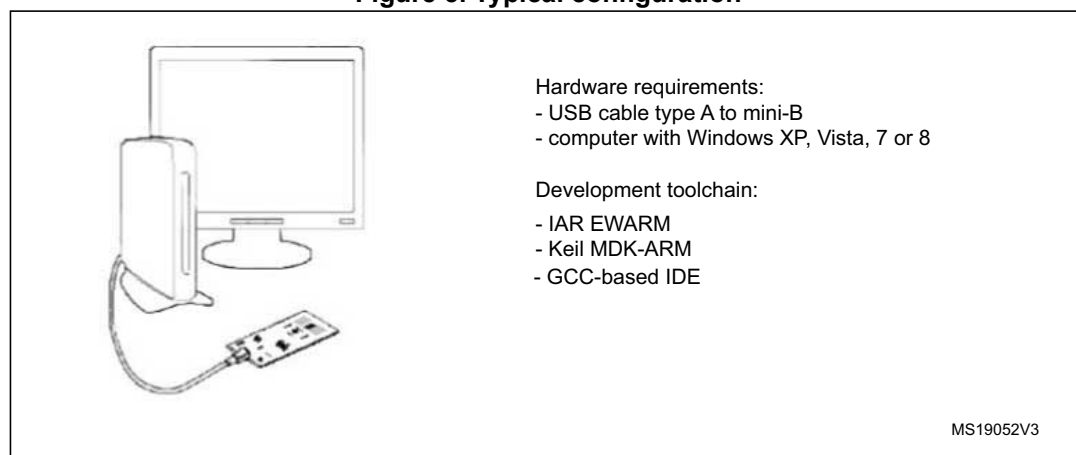 Hardware requirements:
- USB cable type A to mini-B
- computer with Windows XP, Vista, 7 or 8
Development toolchain:
- IAR EWARM
- Keil MDK-ARM
- GCC-based IDE
MS19052V3